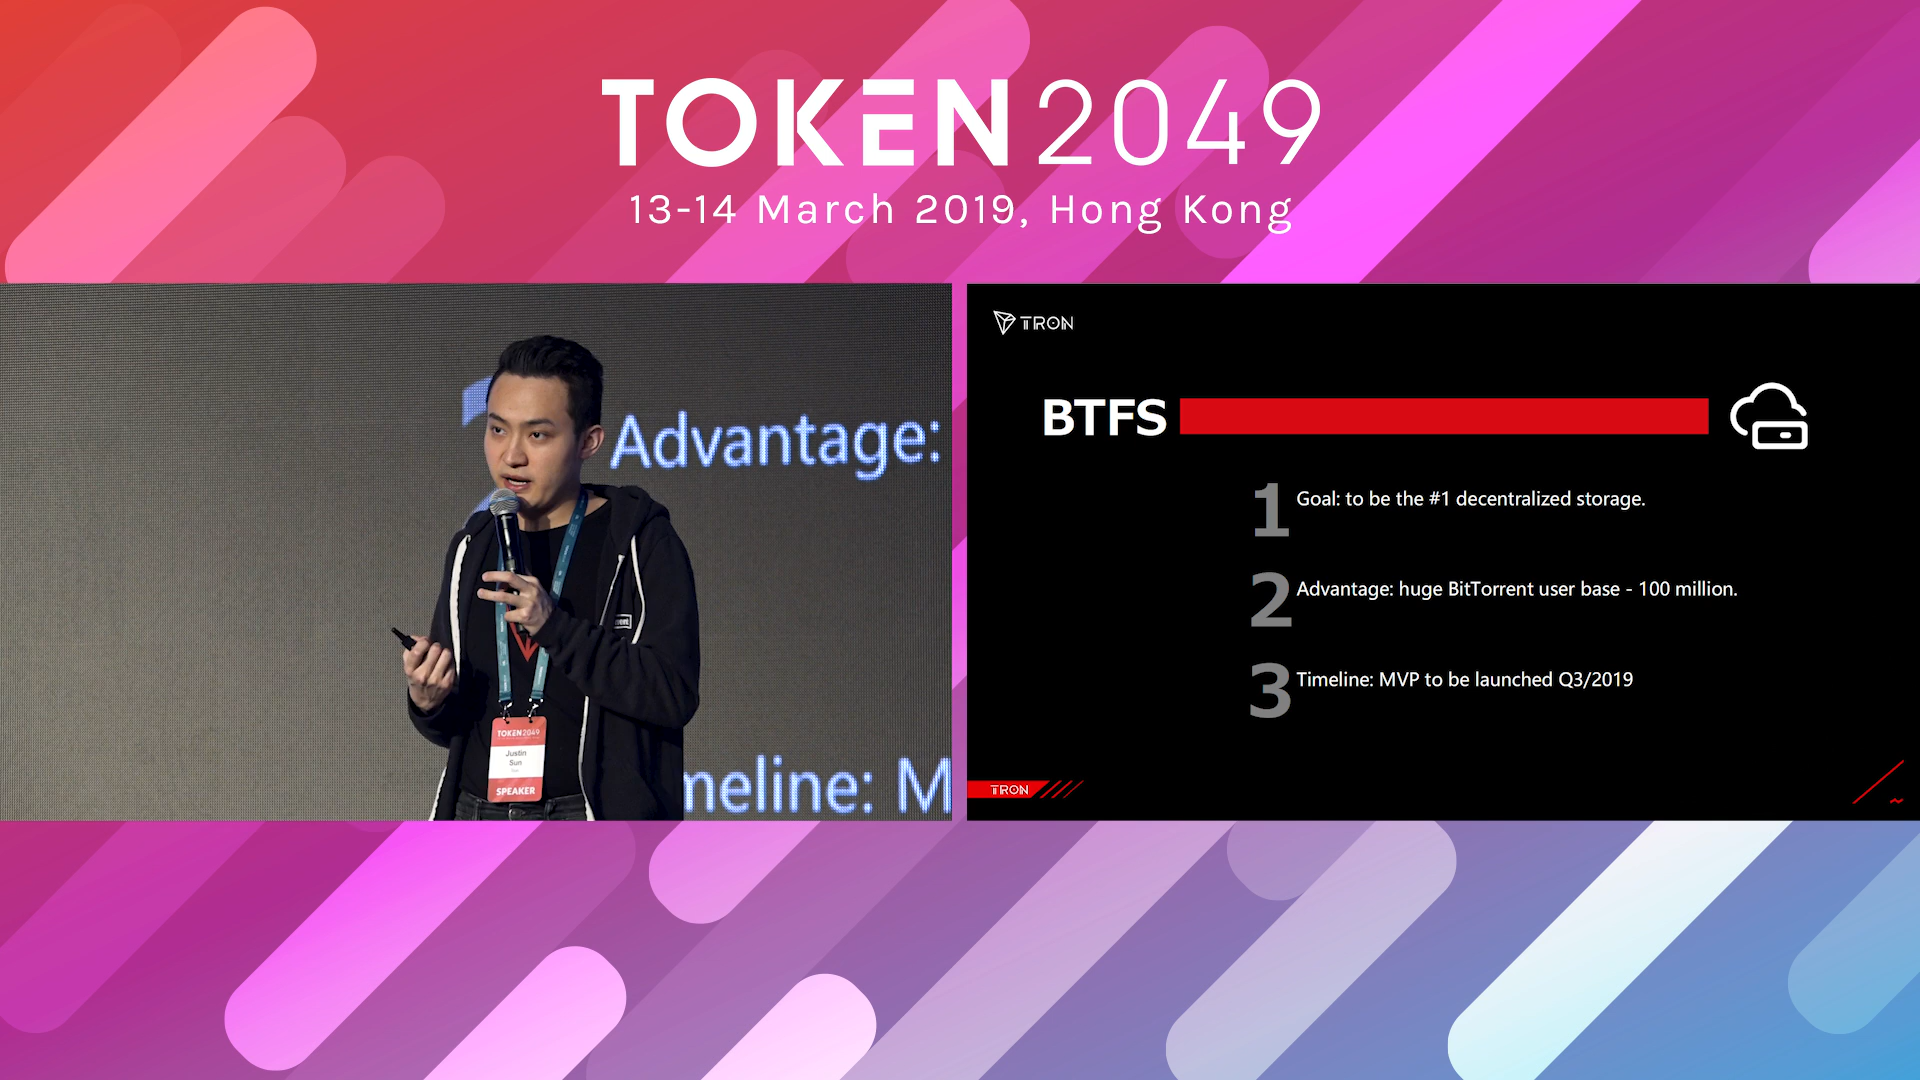 TOKEN2049
13-14 March 2019, Hong Kong
Advantage:
meline: M
TOKEN2049
Justin
Sun
SPEAKER
TRON
BTFS
1 Goal: to be the #1 decentralized storage.
2 Advantage: huge BitTorrent user base - 100 million.
3 Timeline: MVP to be launched Q3/2019
TRON